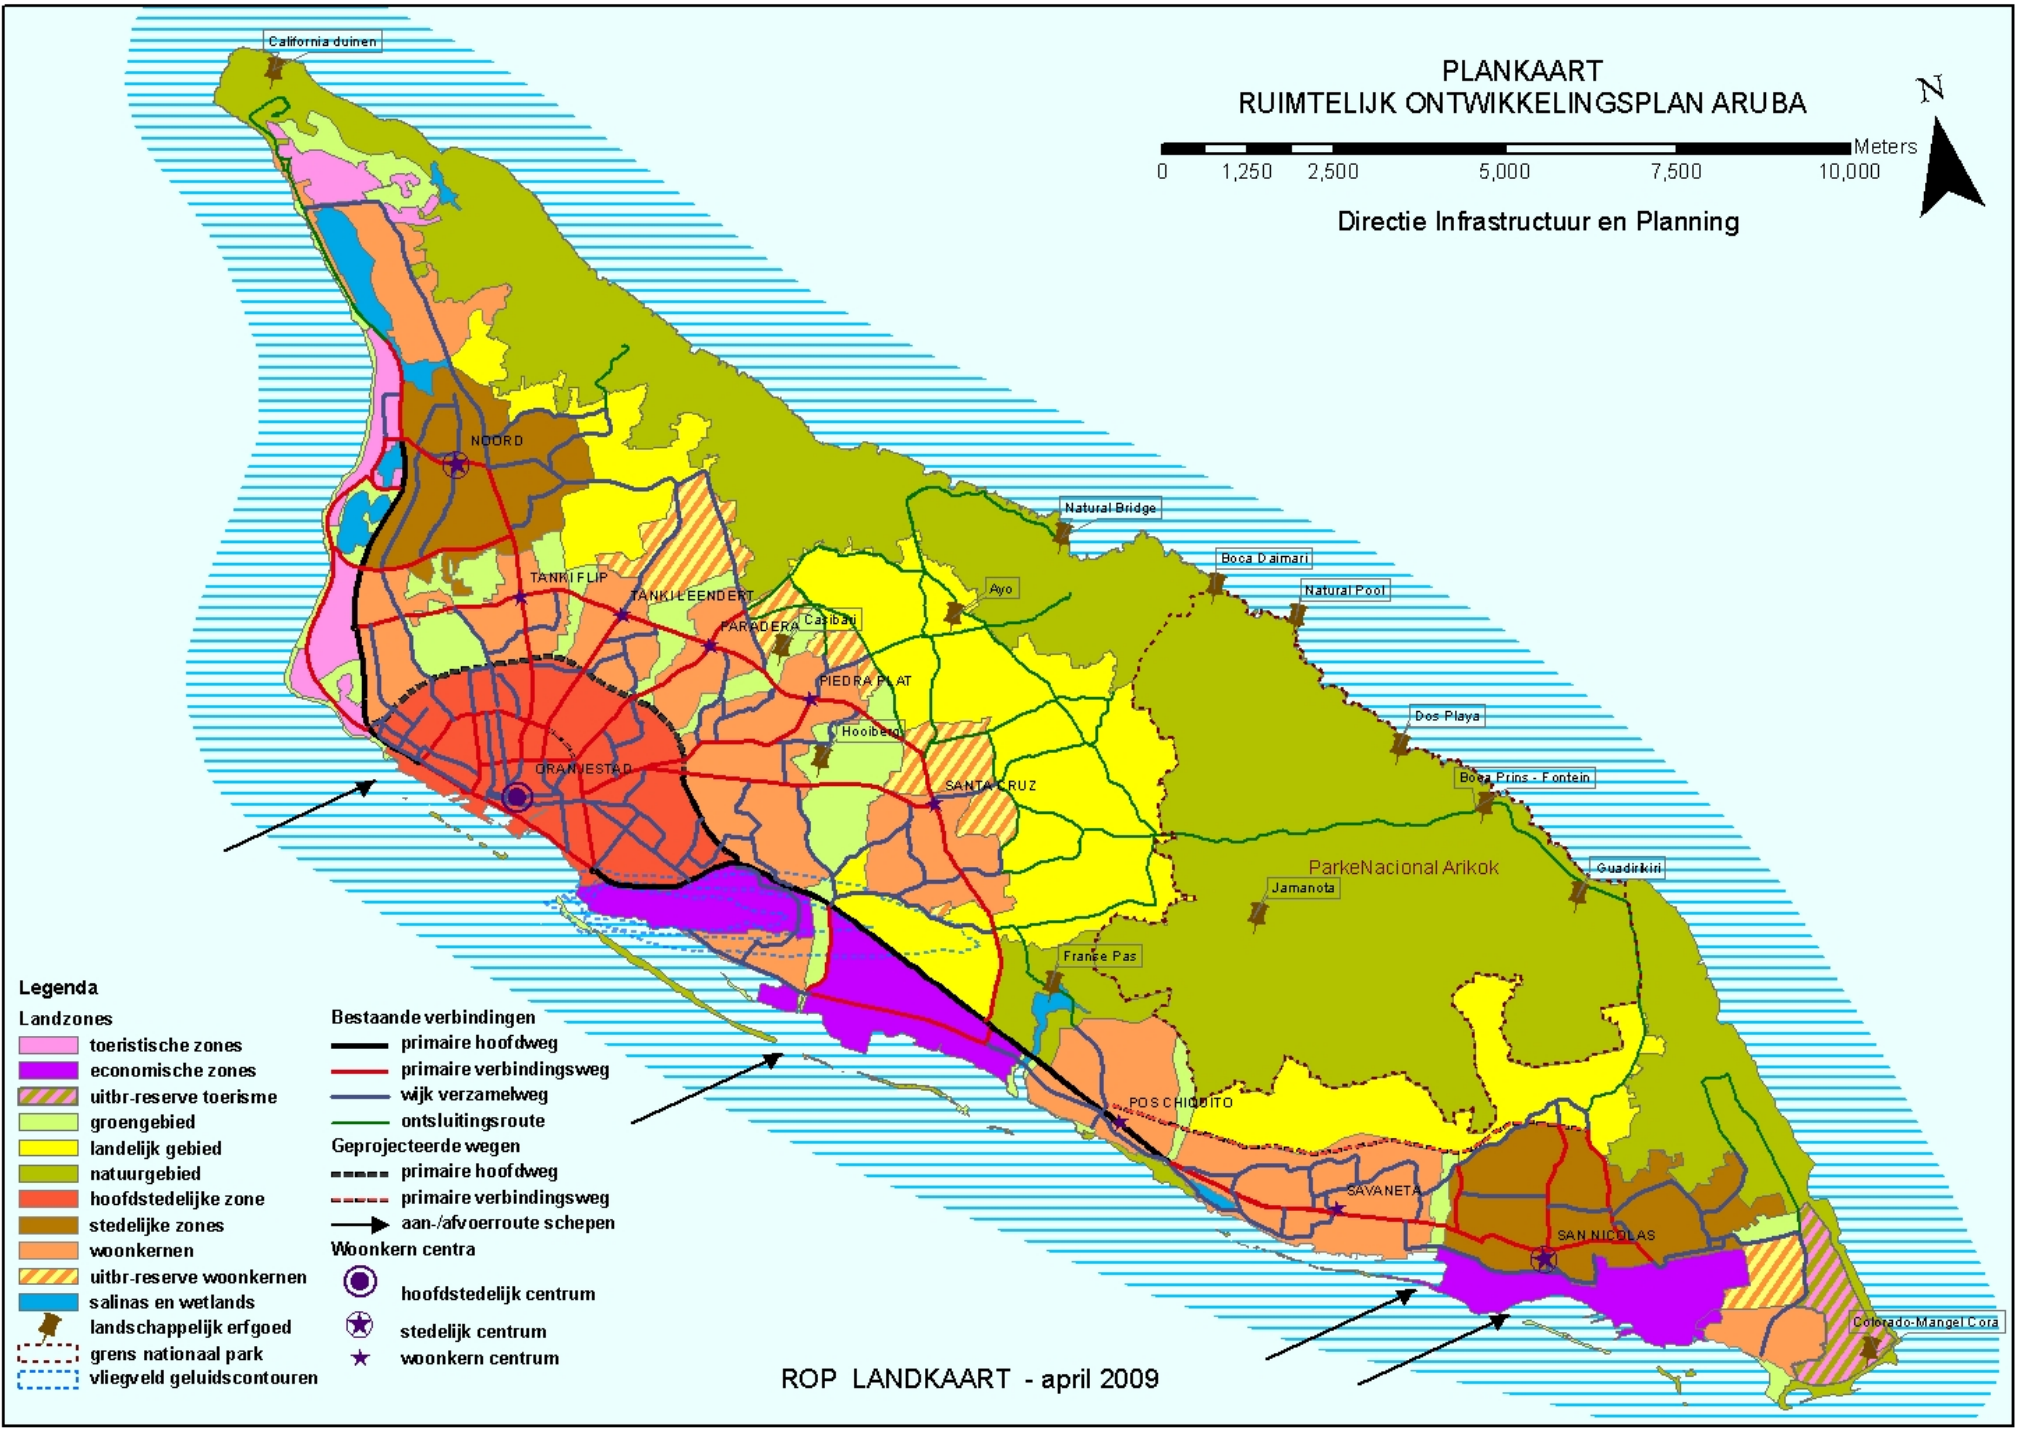 California duinen
PLANKAART
RUIMTELIJK ONTWIKKELINGSPLAN ARUBA
N
Meters
0 1,250 2,500 5,000 7,500 10,000
Directie Infrastructuur en Planning
NOORD
Natural Bridge
Boca Daimari
Natural Pool
TANKI FLIP
TANKI LEENDERT
Ayo
PARADERA
Casibari
PIEDRA PLAT
Hooiberg
Dos Playa
ORANJESTAD
SANTA CRUZ
Boca Prins - Fontein
ParkeNacional Arikok
Guadirikiri
Jamanota
Franse Pas
POS CHIQUITO
SAVANETA
SAN NICOLAS
Colorado-Mangel Cora
Legenda
Landzones
toeristische zones
economische zones
uitbr-reserve toerisme
groengebied
landelijk gebied
natuurgebied
hoofdstedelijke zone
stedelijke zones
woonkernen
uitbr-reserve woonkernen
salinas en wetlands
landschappelijk erfgoed
grens nationaal park
vliegveld geluidscontouren
Bestaande verbindingen
primaire hoofdweg
primaire verbindingsweg
wijk verzamelweg
ontsluitingsroute
Geprojecteerde wegen
primaire hoofdweg
primaire verbindingsweg
aan-/afvoerroute schepen
Woonkern centra
hoofdstedelijk centrum
stedelijk centrum
woonkern centrum
ROP LANDKAART - april 2009